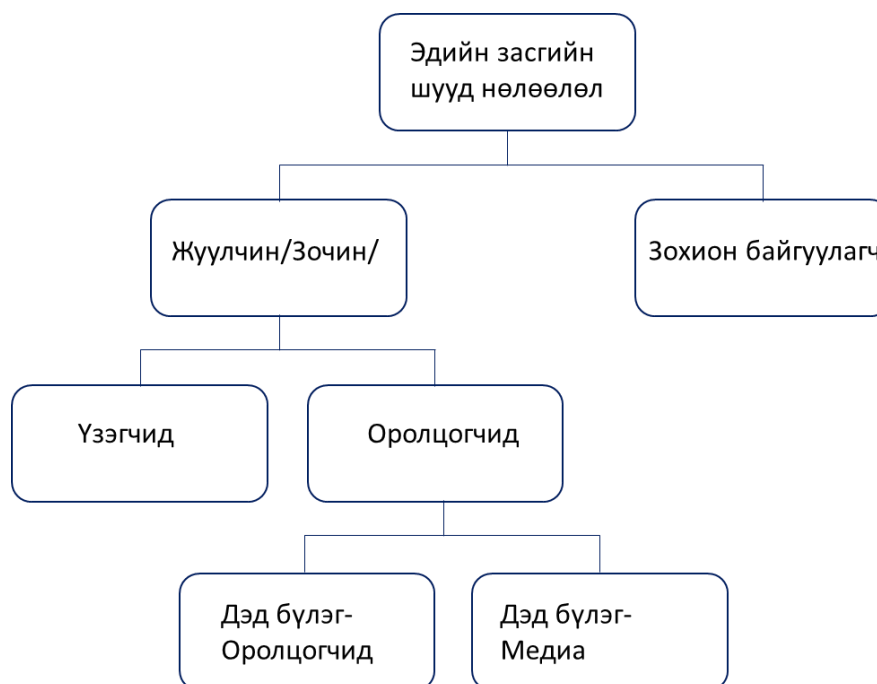 Эдийн засгийн
шууд нөлөөлөл
Жуулчин/Зочин/
Зохион байгуулагч
Үзэгчид
Оролцогчид
Дэд бүлэг-
Оролцогчид
Дэд бүлэг-
Медиа